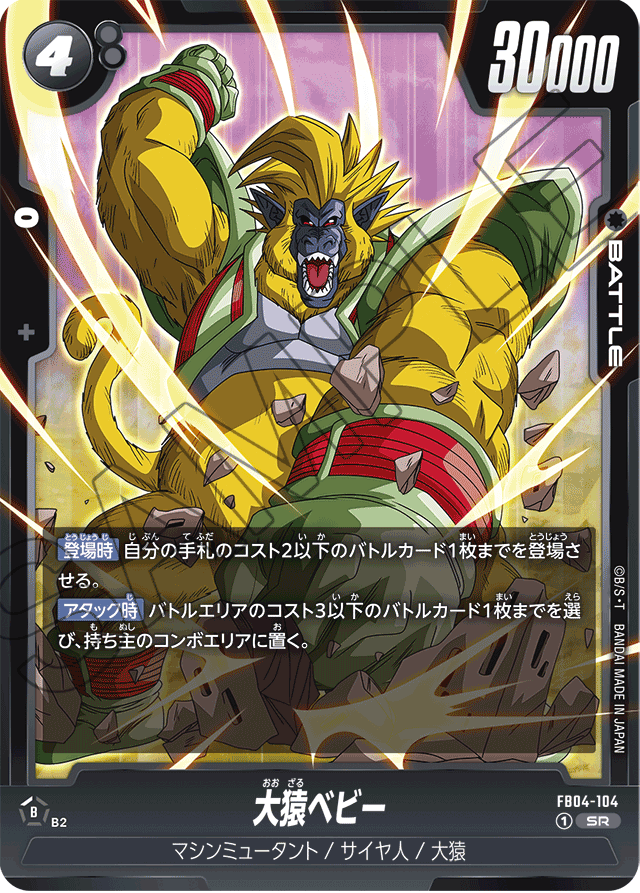 4
30000
0
+
BATTLE
SAMPLE
登場時 自分の手札のコスト2以下のバトルカード1枚までを登場さ
せる。
アタック時 バトルエリアのコスト3以下のバトルカード1枚までを選
び、持ち主のコンボエリアに置く。
©B/S・T BANDAI MADE IN JAPAN
B
B2
おお ざる
大猿ベビー
FB04-104
1 SR
マシンミュータント / サイヤ人 / 大猿